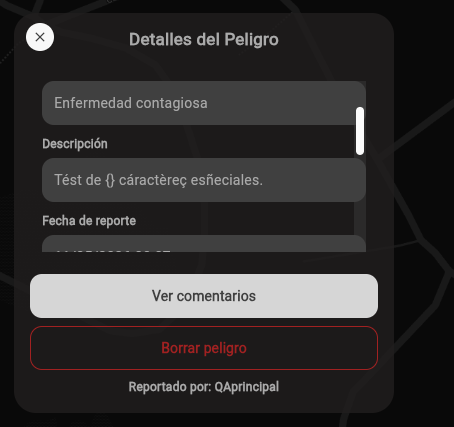 Detalles del Peligro
Enfermedad contagiosa
Descripción
Tést de {} cáractèreç esñeciales.
Fecha de reporte
Ver comentarios
Borrar peligro
Reportado por: QAprincipal